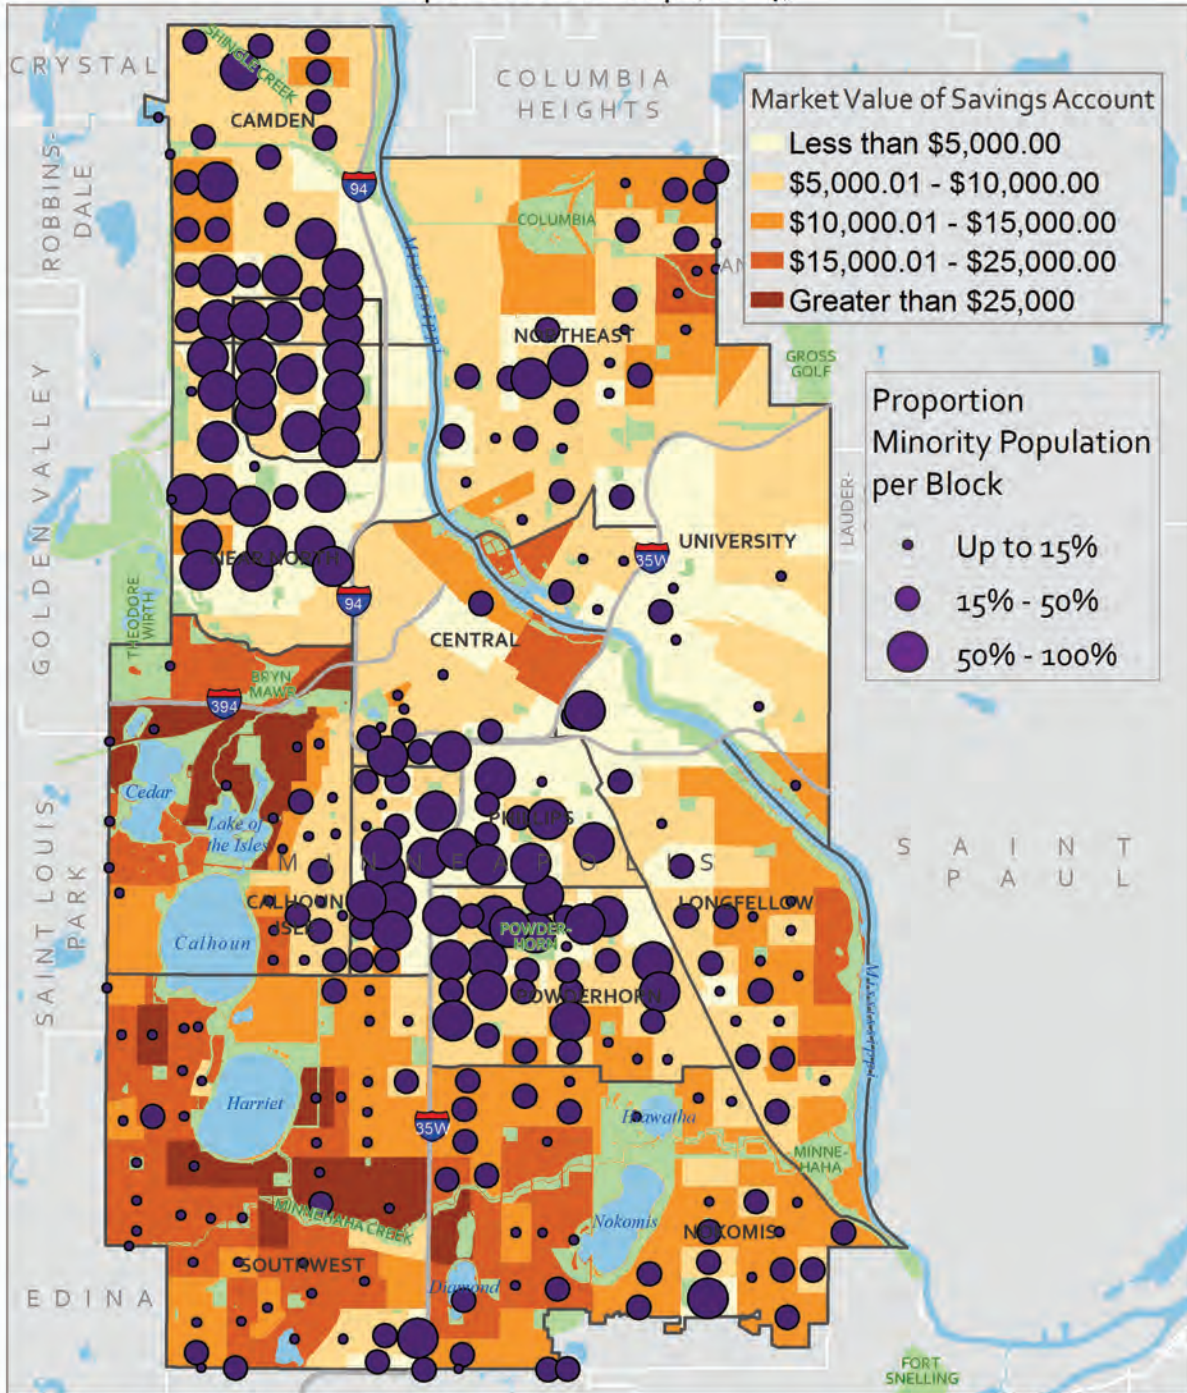 CRYSTAL
SHINGLE CREEK
COLUMBIA
HEIGHTS
CAMDEN
ROBBINS-
DALE
94
Mississippi
COLUMBIA
AN
Market Value of Savings Account
Less than $5,000.00
$5,000.01 - $10,000.00
$10,000.01 - $15,000.00
$15,000.01 - $25,000.00
Greater than $25,000
NORTHEAST
GROSS
GOLF
Proportion
Minority Population
per Block
Up to 15%
15% - 50%
50% - 100%
GOLDEN VALLEY
LAUDER-
UNIVERSITY
35W
NEAR NORTH
THEODORE
WIRTH
94
CENTRAL
BRYN
MAWR
394
Cedar
Lake of
the Isles
PHILLIPS
MINNEAPOLIS
SAINT
PAUL
SAINT LOUIS
PARK
CALHOUN
ISLE
Calhoun
LONGFELLOW
POWDER-
HORN
POWDERHORN
Mississippi
Harriet
35W
Hiawatha
MINNE-
HAHA
MINNEHAHA CREEK
Nokomis
NOKOMIS
SOUTHWEST
Diamond
EDINA
FORT
SNELLING